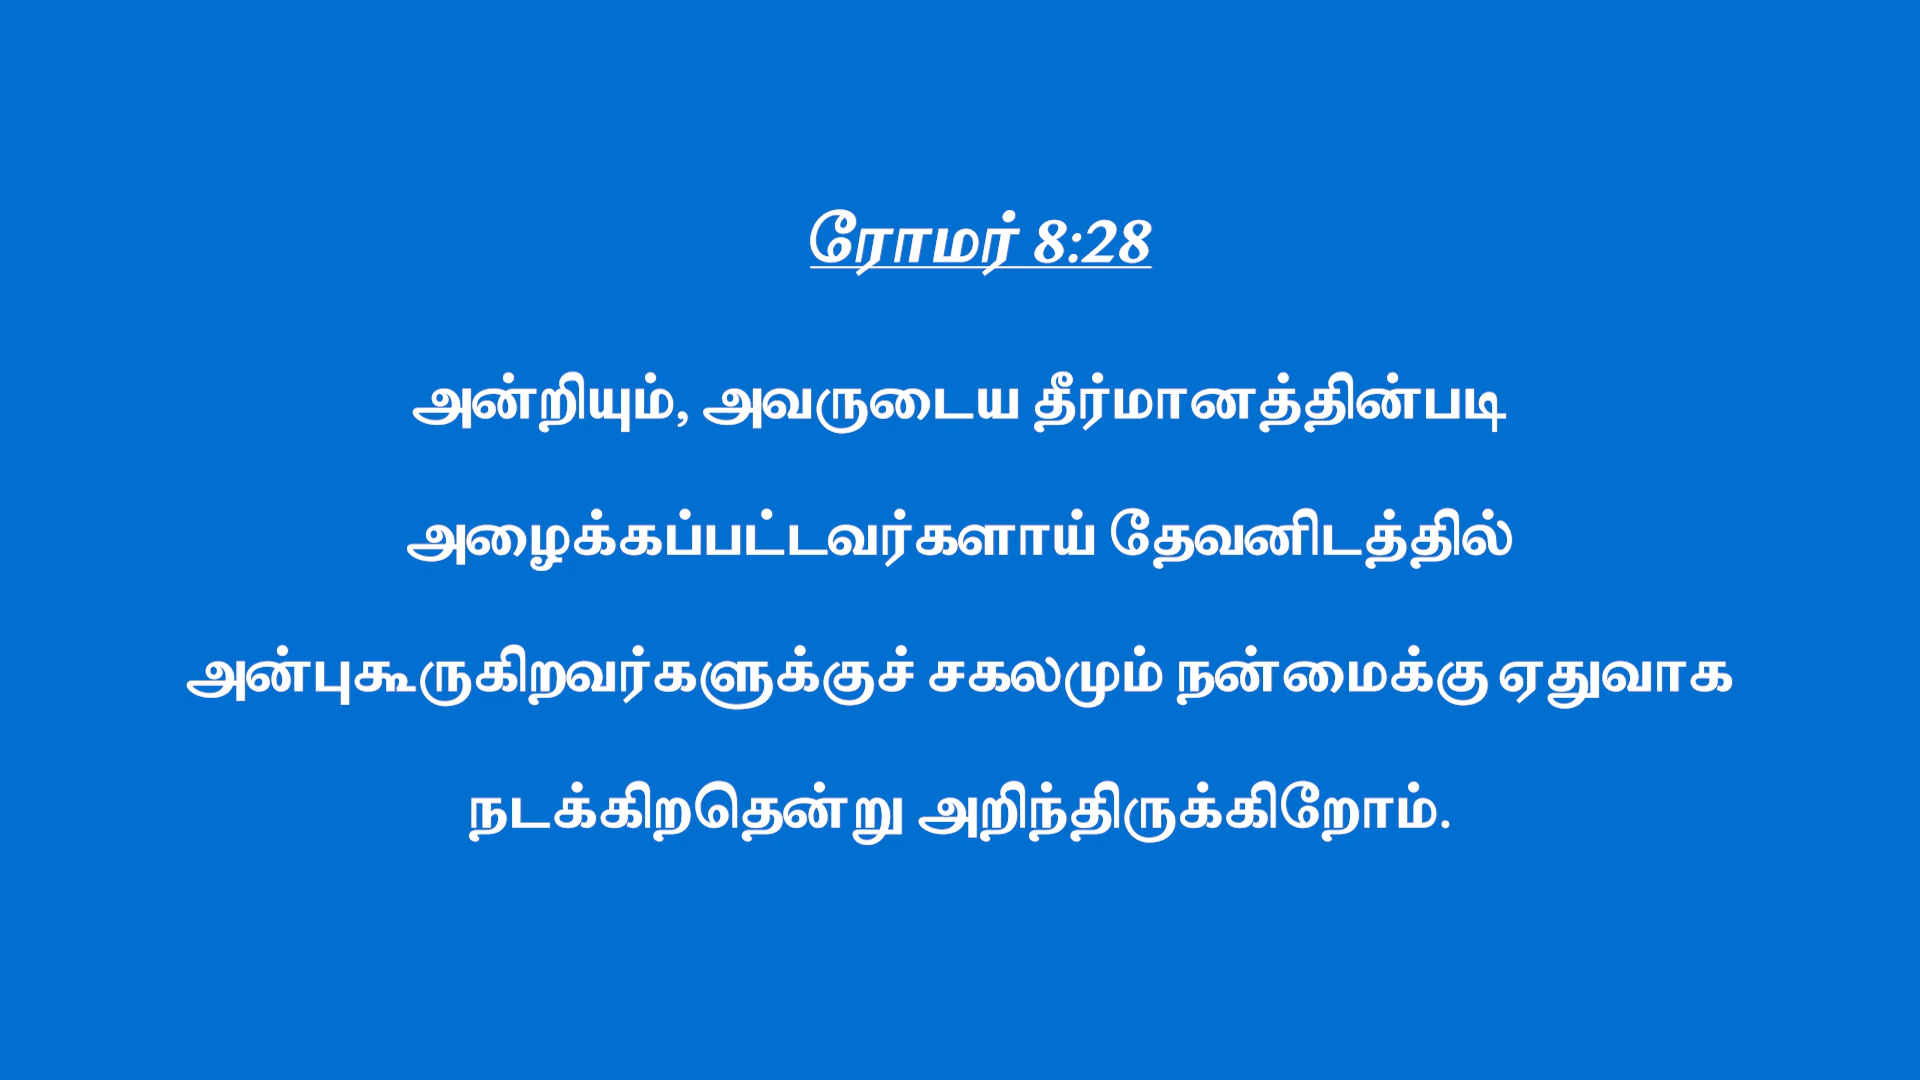 ரோமர் 8:28
அன்றியும், அவருடைய தீர்மானத்தின்படி
அழைக்கப்பட்டவர்களாய் தேவனிடத்தில்
அன்புகூருகிறவர்களுக்குச் சகலமும் நன்மைக்கு ஏதுவாக
நடக்கிறதென்று அறிந்திருக்கிறோம்.